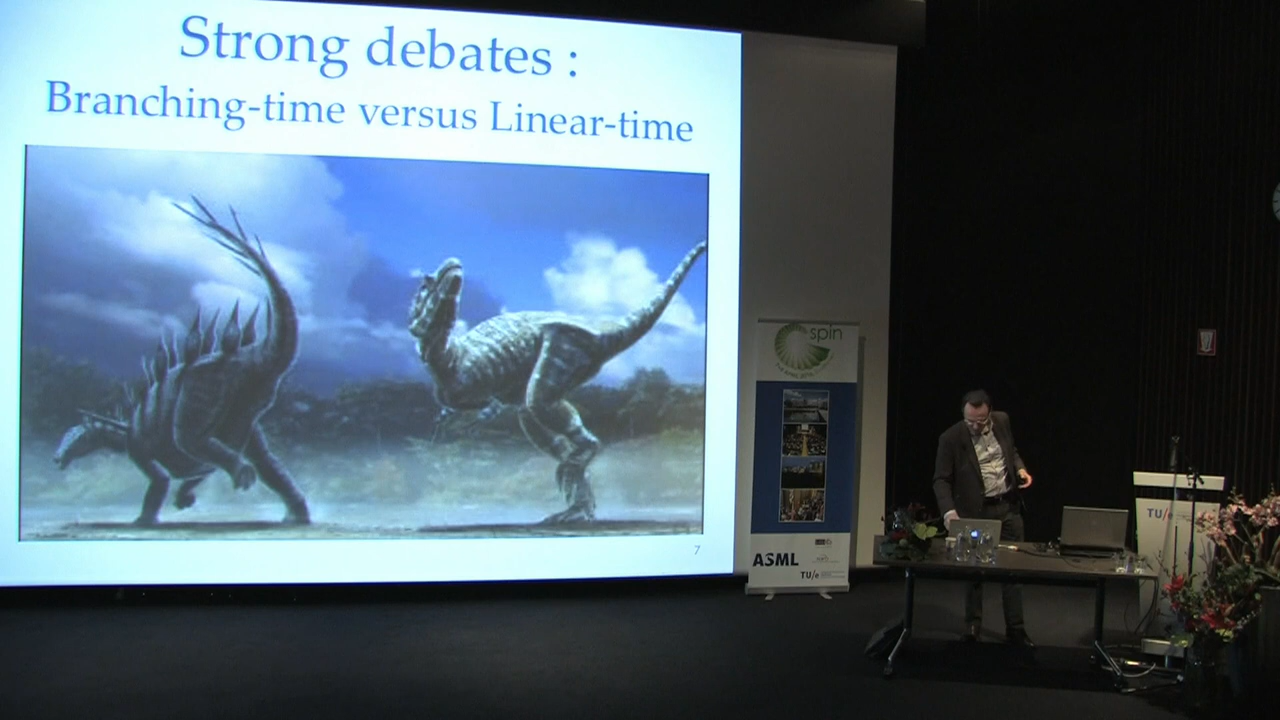 Strong debates :
Branching-time versus Linear-time
7
spin
ASML
TU/e
TU/e